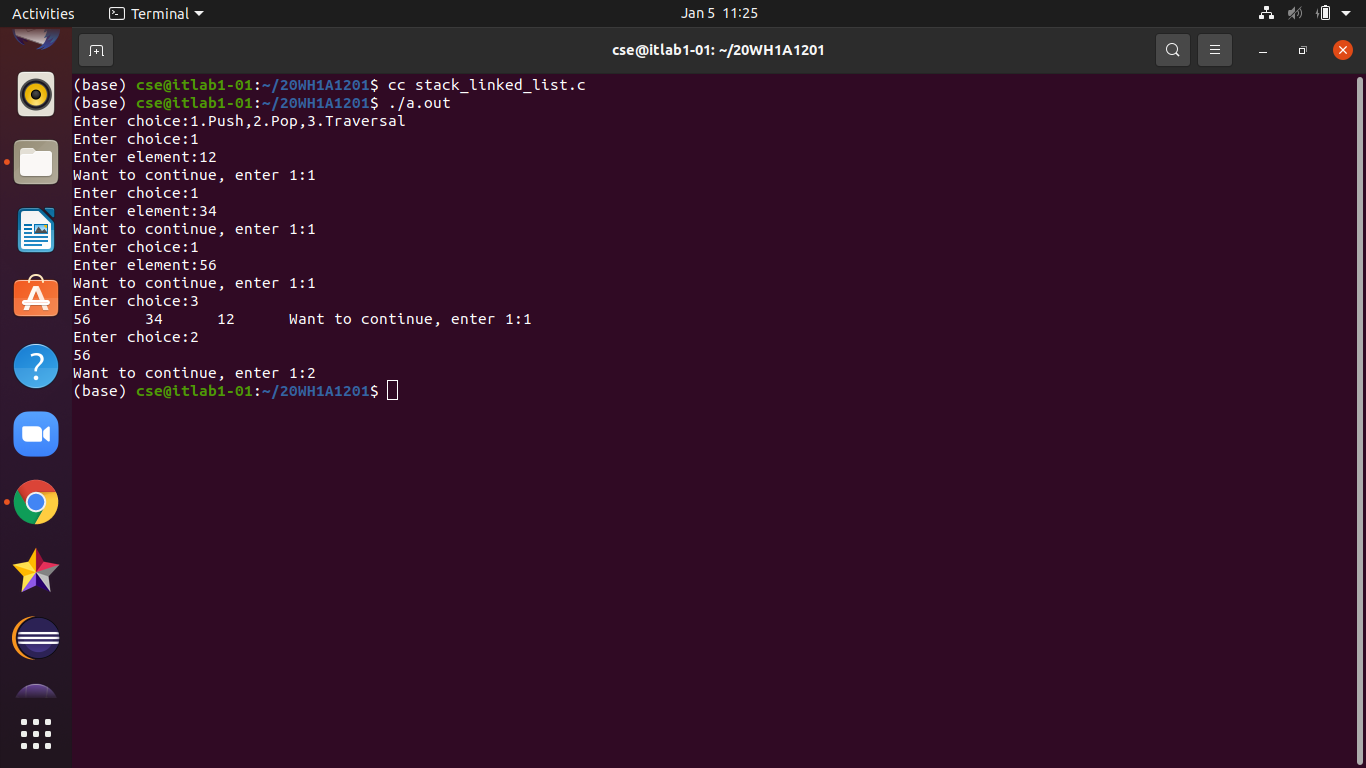 Activities Terminal Jan 5 11:25
cse@itlab1-01: ~/20WH1A1201
(base) cse@itlab1-01:~/20WH1A1201$ cc stack_linked_list.c
(base) cse@itlab1-01:~/20WH1A1201$ ./a.out
Enter choice:1.Push,2.Pop,3.Traversal
Enter choice:1
Enter element:12
Want to continue, enter 1:1
Enter choice:1
Enter element:34
Want to continue, enter 1:1
Enter choice:1
Enter element:56
Want to continue, enter 1:1
Enter choice:3
56      34      12      Want to continue, enter 1:1
Enter choice:2
56
Want to continue, enter 1:2
(base) cse@itlab1-01:~/20WH1A1201$